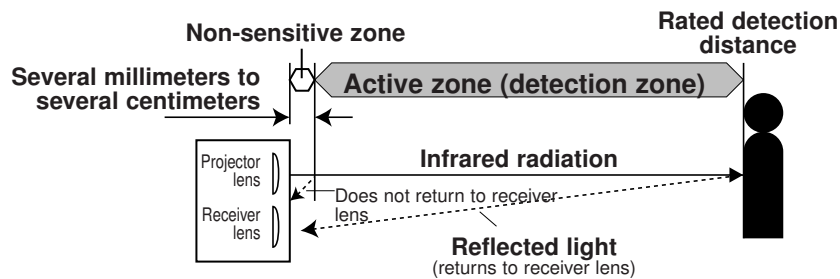 Non-sensitive zone
Rated detection
distance
Several millimeters to
several centimeters
Active zone (detection zone)
Projector
lens
Infrared radiation
Does not return to receiver
lens
Receiver
lens
Reflected light
(returns to receiver lens)